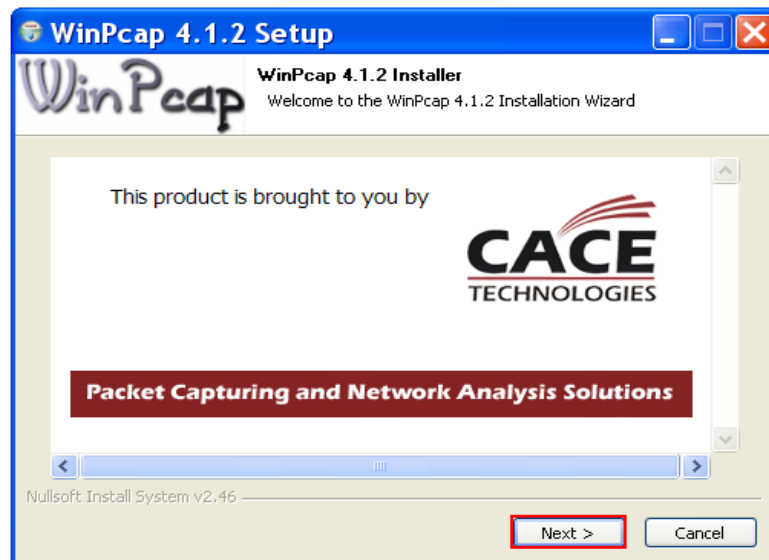 WinPcap 4.1.2 Setup
WinPcap
WinPcap 4.1.2 Installer
Welcome to the WinPcap 4.1.2 Installation Wizard
This product is brought to you by
CACE
TECHNOLOGIES
Packet Capturing and Network Analysis Solutions
Nullsoft Install System v2.46
Next >
Cancel